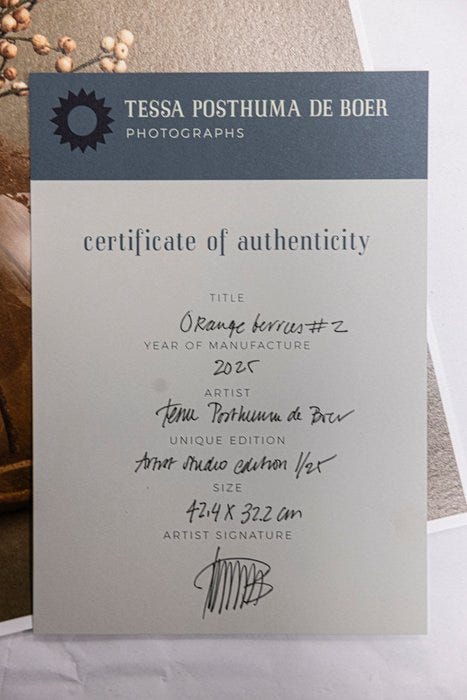 TESSA POSTHUMA DE BOER
PHOTOGRAPHS
certificate of authenticity
TITLE
Orange berries #2
YEAR OF MANUFACTURE
2025
ARTIST
Tessa Posthuma de Boer
UNIQUE EDITION
Artist studio edition 1/25
SIZE
42.4 X 32.2 cm
ARTIST SIGNATURE